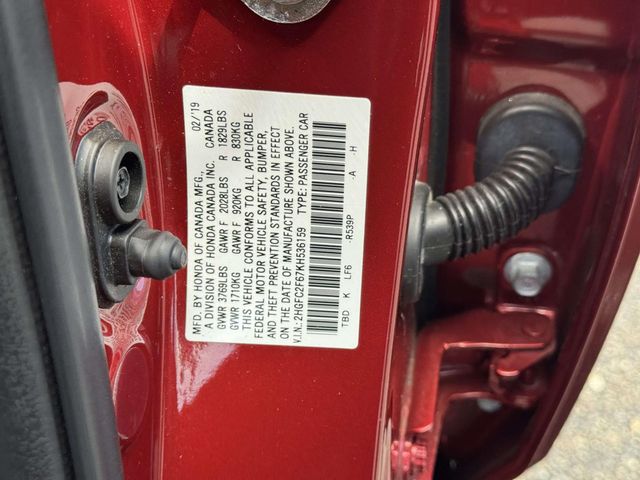 MFD. BY HONDA OF CANADA MFG., 02/'19
A DIVISION OF HONDA CANADA INC. CANADA
GVWR 3769LBS GAWR F 2028LBS R 1829LBS
GVWR 1710KG GAWR F 920KG R 830KG
THIS VEHICLE CONFORMS TO ALL APPLICABLE
FEDERAL MOTOR VEHICLE SAFETY, BUMPER,
AND THEFT PREVENTION STANDARDS IN EFFECT
ON THE DATE OF MANUFACTURE SHOWN ABOVE.
V.I.N.: 2HGFC2F67KH536159 TYPE: PASSENGER CAR
TBD K LF6 -R539P -A -H